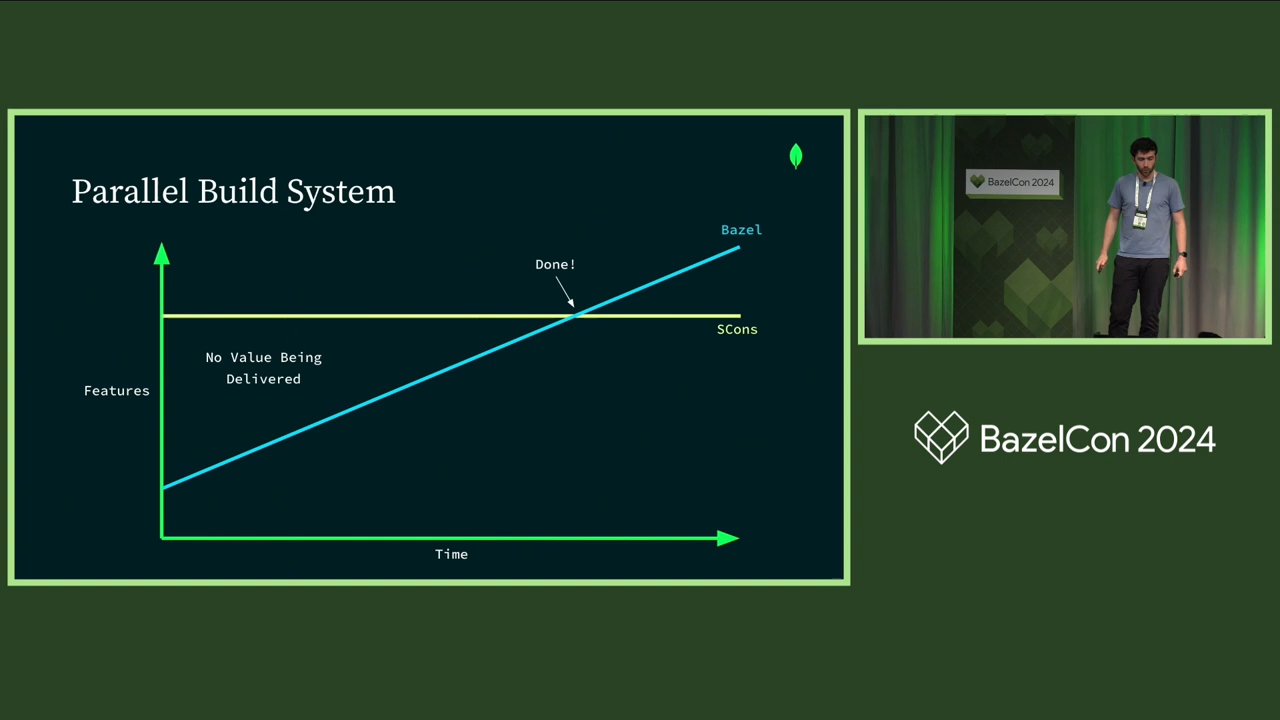 Parallel Build System
Bazel
Done!
SCons
No Value Being
Delivered
Features
Time
BazelCon 2024
BazelCon 2024